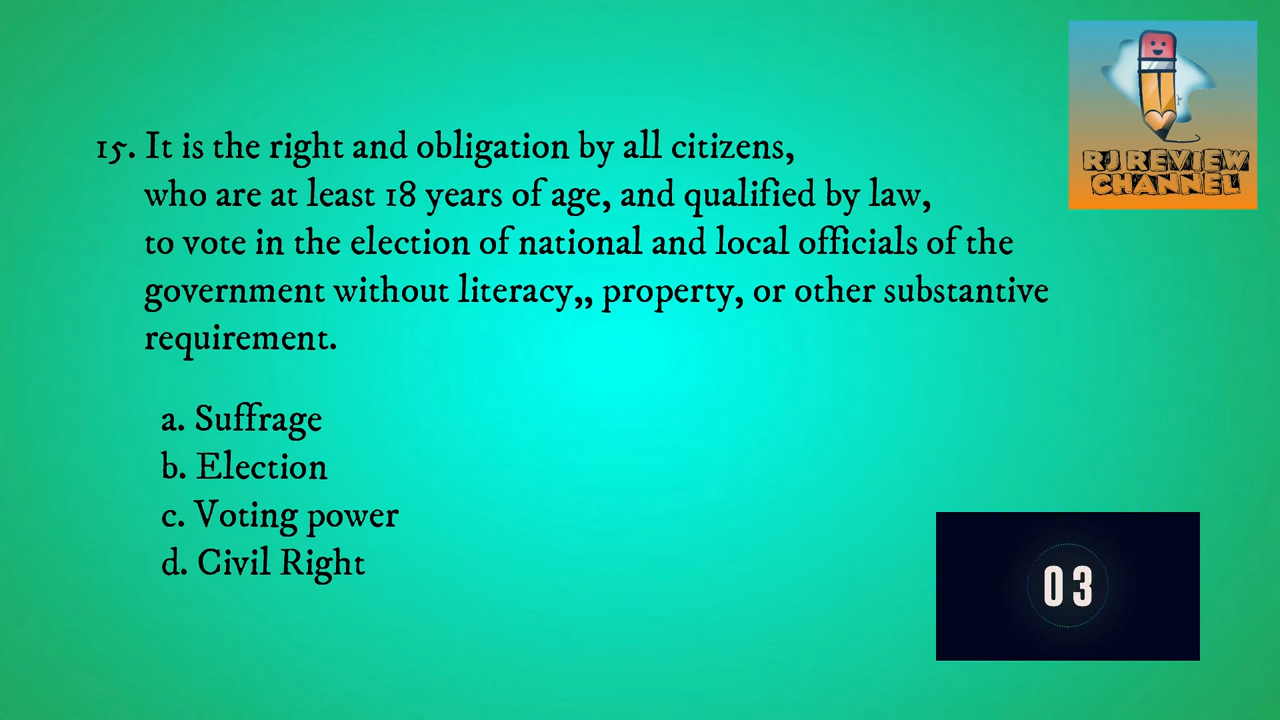 15. It is the right and obligation by all citizens,
who are at least 18 years of age, and qualified by law,
to vote in the election of national and local officials of the
government without literacy,, property, or other substantive
requirement.
a. Suffrage
b. Election
c. Voting power
d. Civil Right
RJ REVIEW
CHANNEL
03